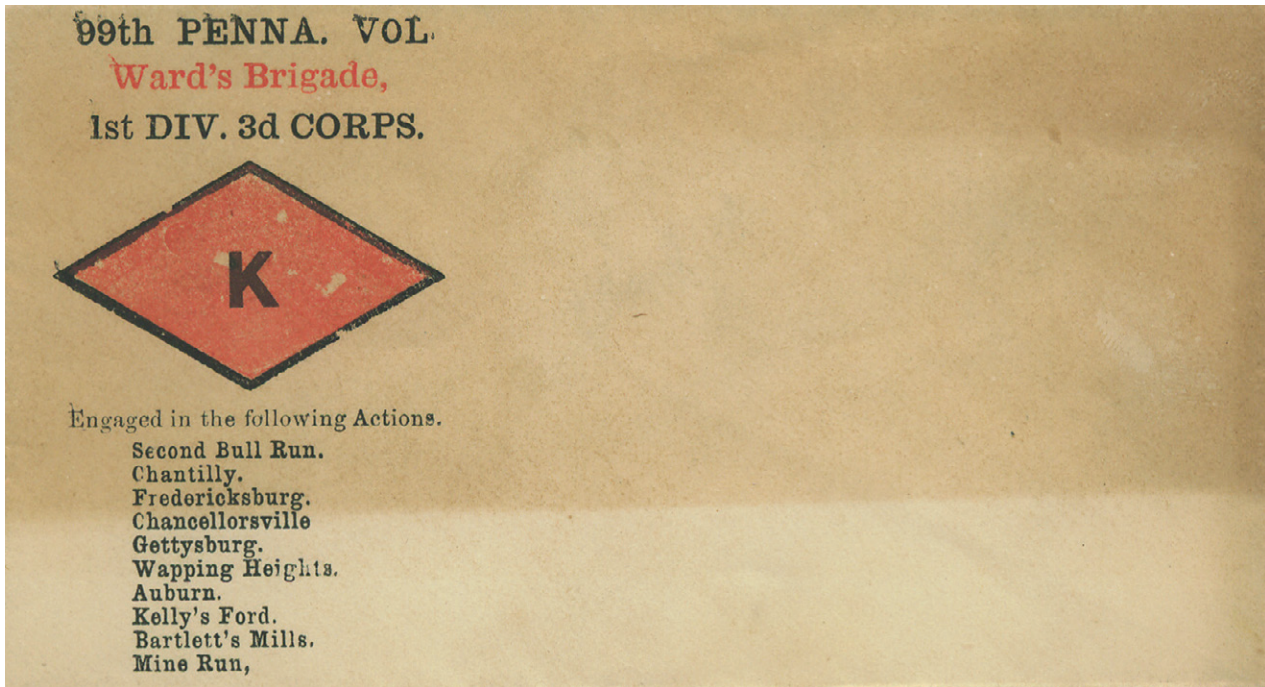 99th PENNA. VOL.
Ward's Brigade,
1st DIV. 3d CORPS.
K
Engaged in the following Actions.
Second Bull Run.
Chantilly.
Fredericksburg.
Chancellorsville
Gettysburg.
Wapping Heights.
Auburn.
Kelly's Ford.
Bartlett's Mills.
Mine Run,